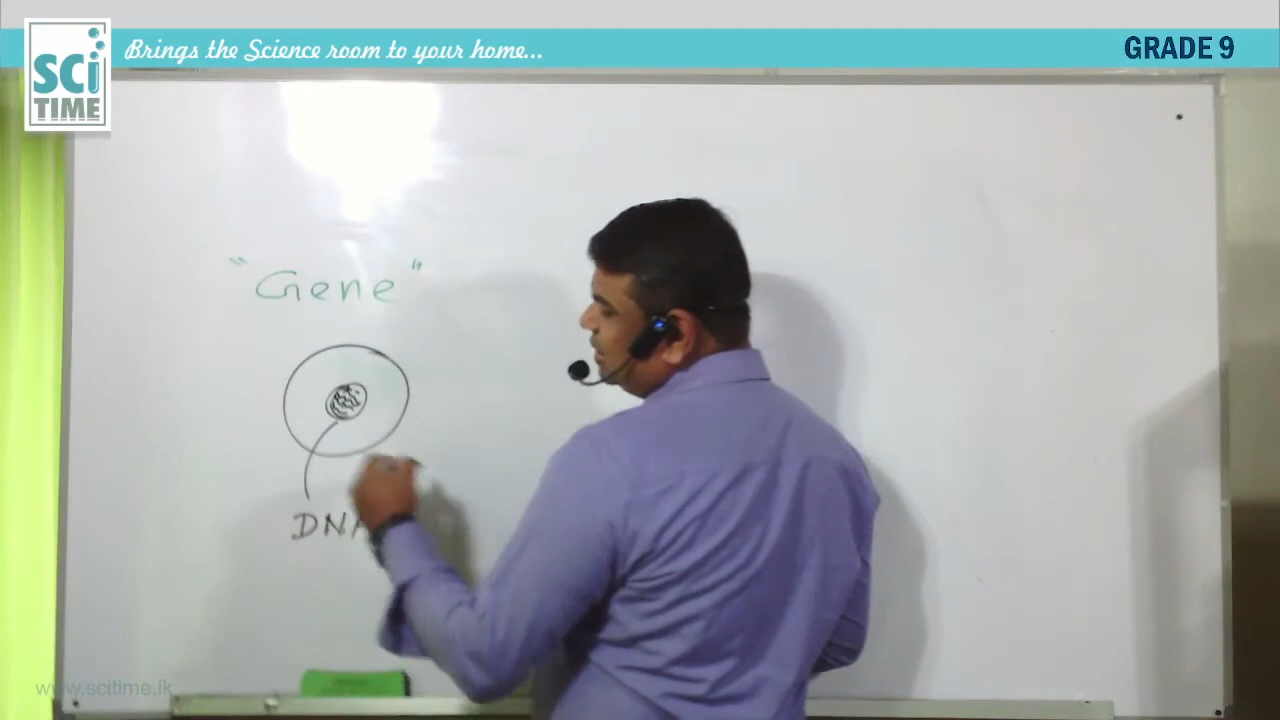 SCi
TIME
Brings the Science room to your home...
GRADE 9
"Gene"
DNA
www.scitime.lk